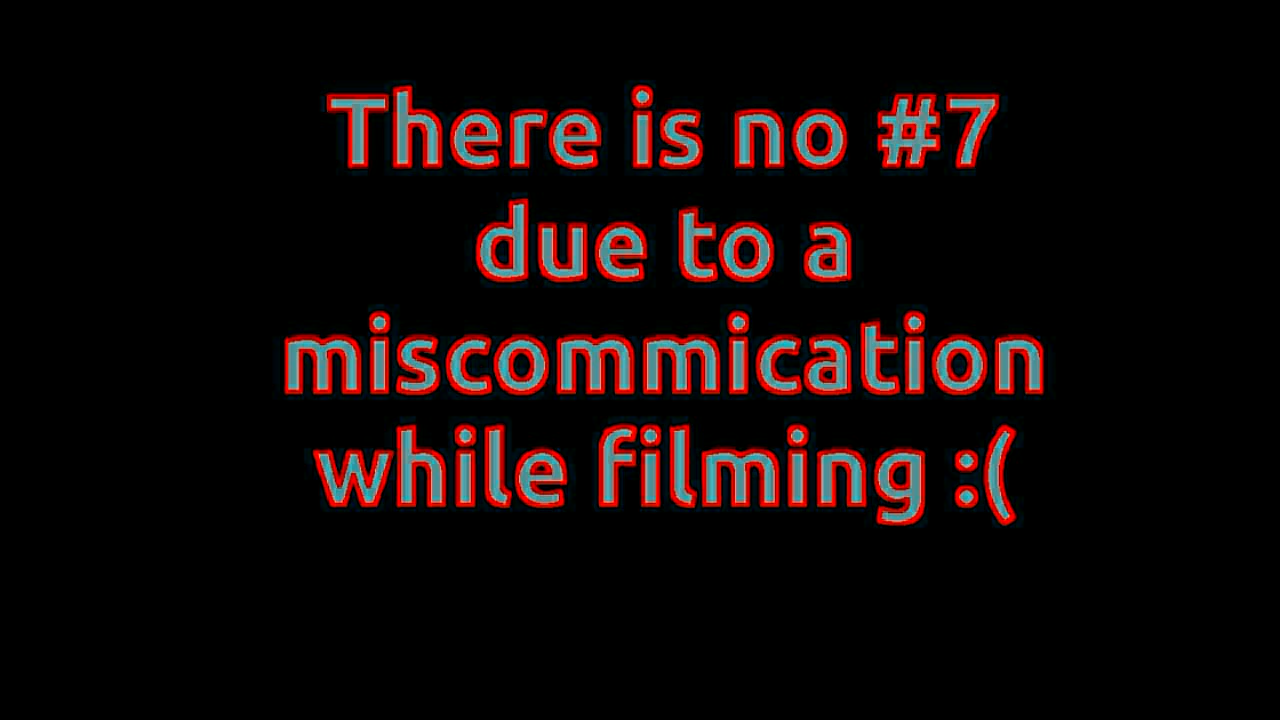 There is no #7
due to a
miscommication
while filming :(